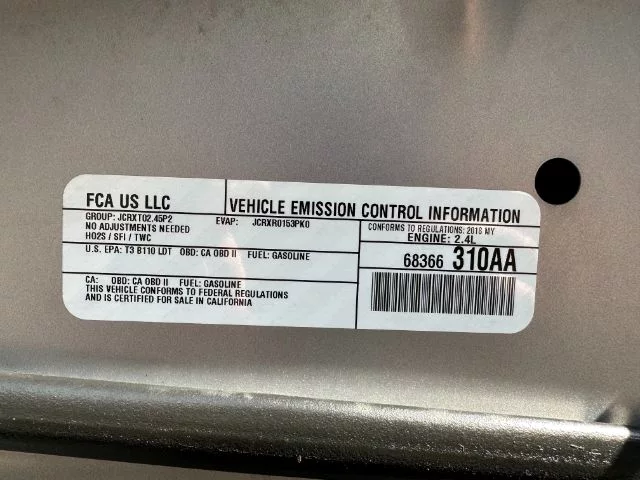 FCA US LLC
VEHICLE EMISSION CONTROL INFORMATION
GROUP: JCRXT02.45P2 EVAP: JCRXR0153PK0
NO ADJUSTMENTS NEEDED
HO2S / SFI / TWC
CONFORMS TO REGULATIONS: 2018 MY
ENGINE: 2.4L
U.S. EPA: T3 B110 LDT OBD: CA OBD II FUEL: GASOLINE
68366 310AA
CA: OBD: CA OBD II FUEL: GASOLINE
THIS VEHICLE CONFORMS TO FEDERAL REGULATIONS
AND IS CERTIFIED FOR SALE IN CALIFORNIA